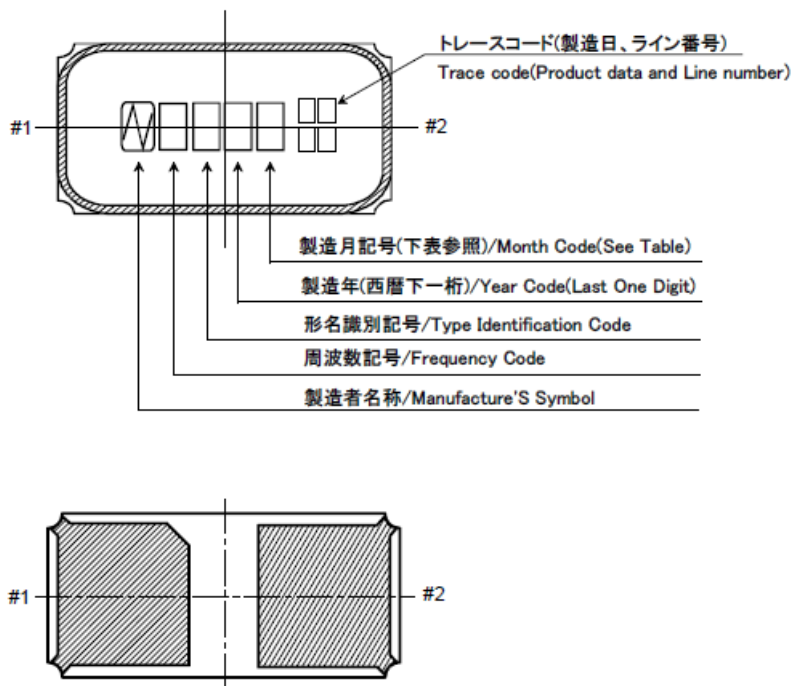 トレースコード(製造日、ライン番号)
Trace code(Product data and Line number)
#1
#2
製造月記号(下表参照)/Month Code(See Table)
製造年(西暦下一桁)/Year Code(Last One Digit)
形名識別記号/Type Identification Code
周波数記号/Frequency Code
製造者名称/Manufacture'S Symbol
#1
#2